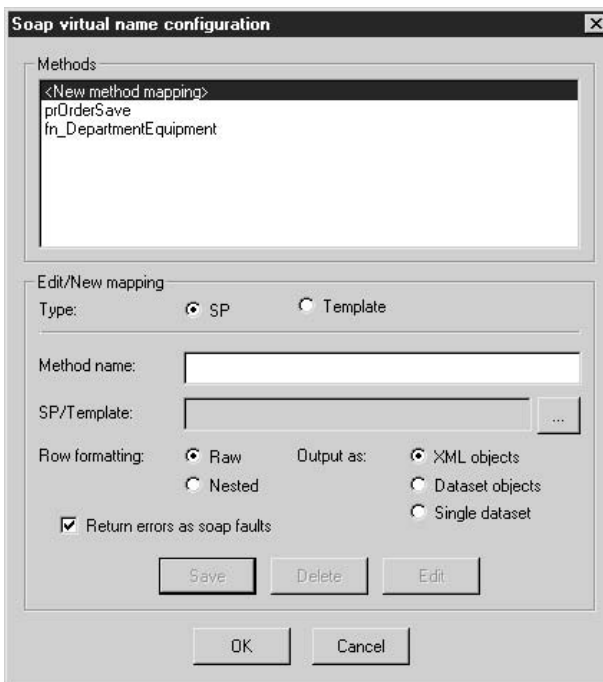 Soap virtual name configuration
Methods
<New method mapping>
prOrderSave
fn_DepartmentEquipment
Edit/New mapping
Type: SP Template
Method name:
SP/Template: ...
Row formatting: Raw Output as: XML objects
Nested Dataset objects
Single dataset
Return errors as soap faults
Save Delete Edit
OK Cancel